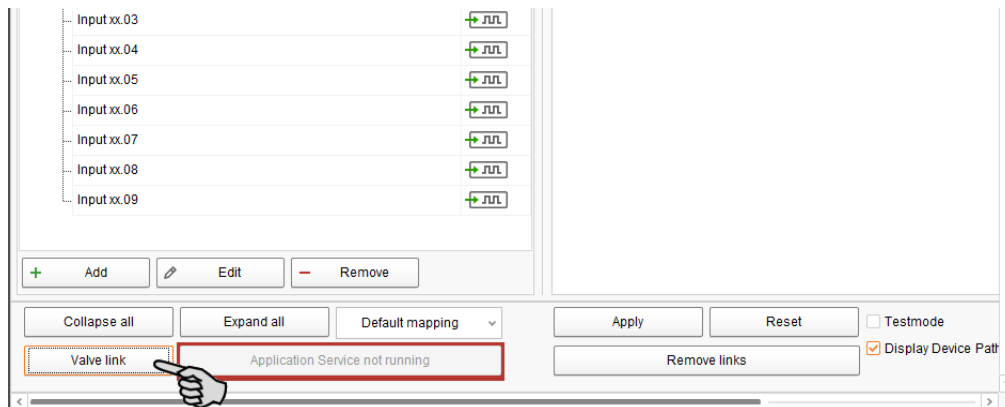 Input xx.03
Input xx.04
Input xx.05
Input xx.06
Input xx.07
Input xx.08
Input xx.09
Add
Edit
Remove
Collapse all
Expand all
Default mapping
Apply
Reset
Testmode
Valve link
Application Service not running
Remove links
Display Device Path